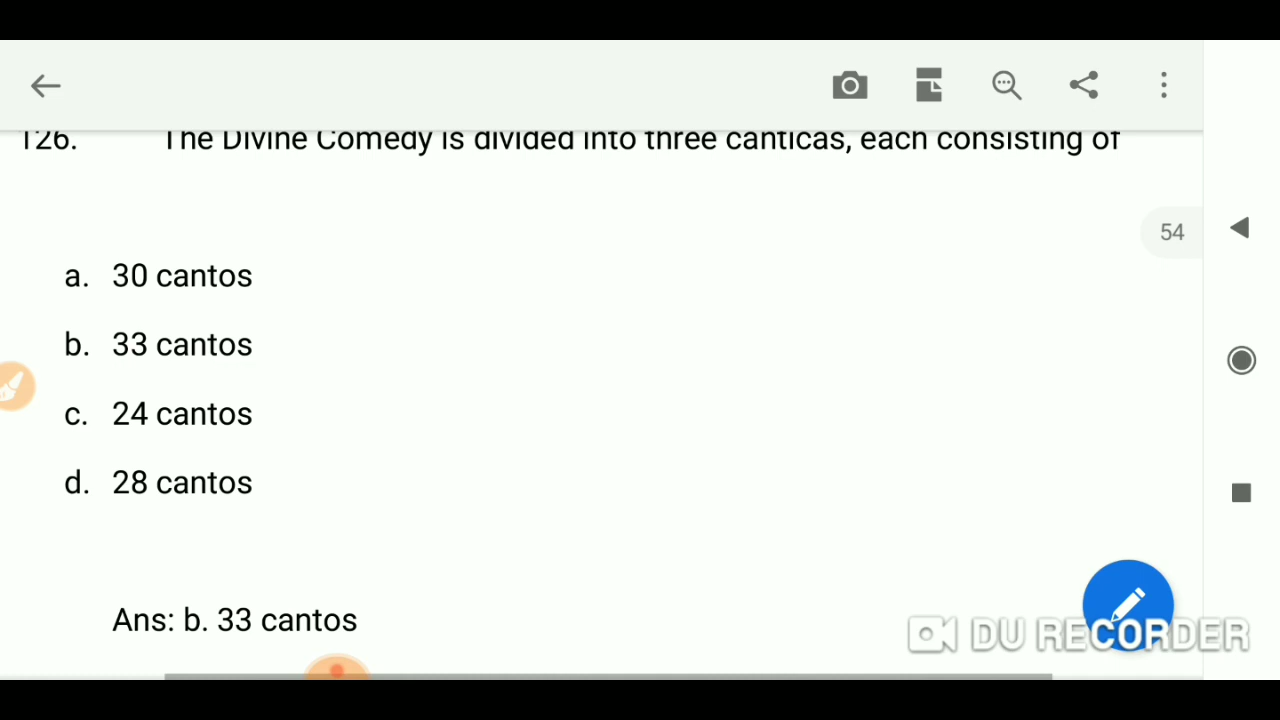 126. The Divine Comedy is divided into three canticas, each consisting of
54
a. 30 cantos
b. 33 cantos
c. 24 cantos
d. 28 cantos
Ans: b. 33 cantos
DU RECORDER